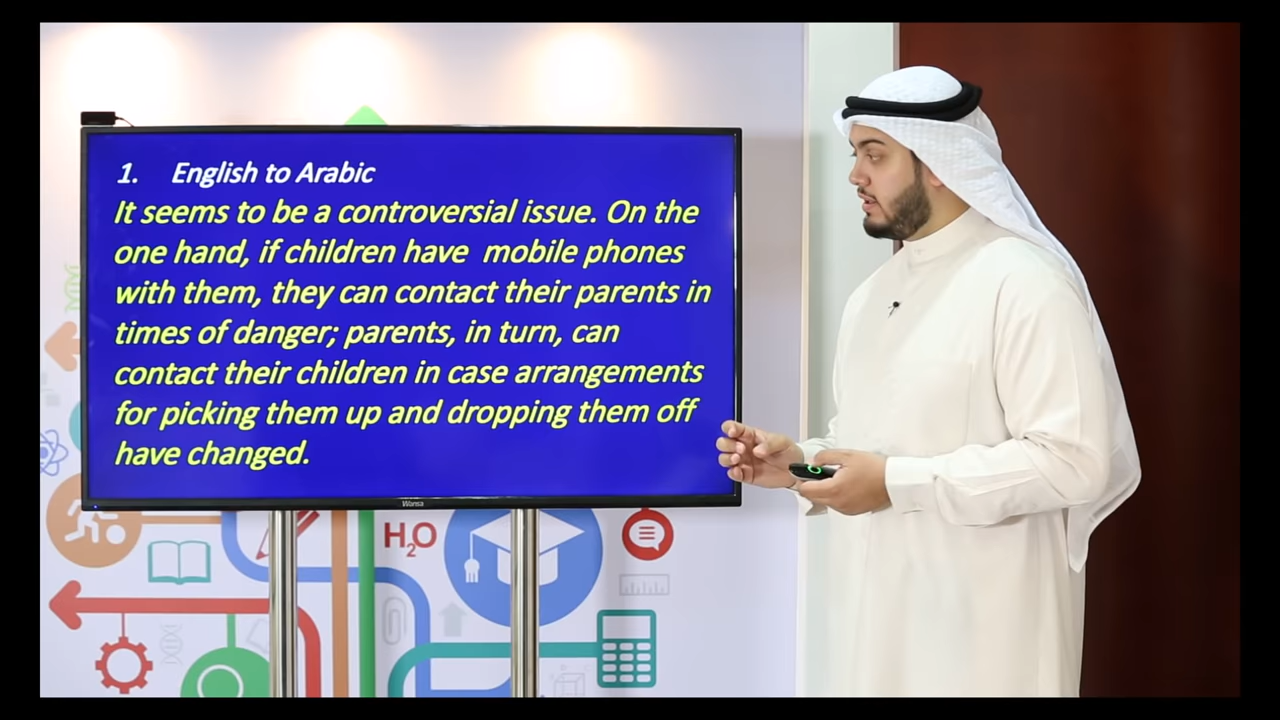 1. English to Arabic
It seems to be a controversial issue. On the
one hand, if children have mobile phones
with them, they can contact their parents in
times of danger; parents, in turn, can
contact their children in case arrangements
for picking them up and dropping them off
have changed.
Wansa
H2O